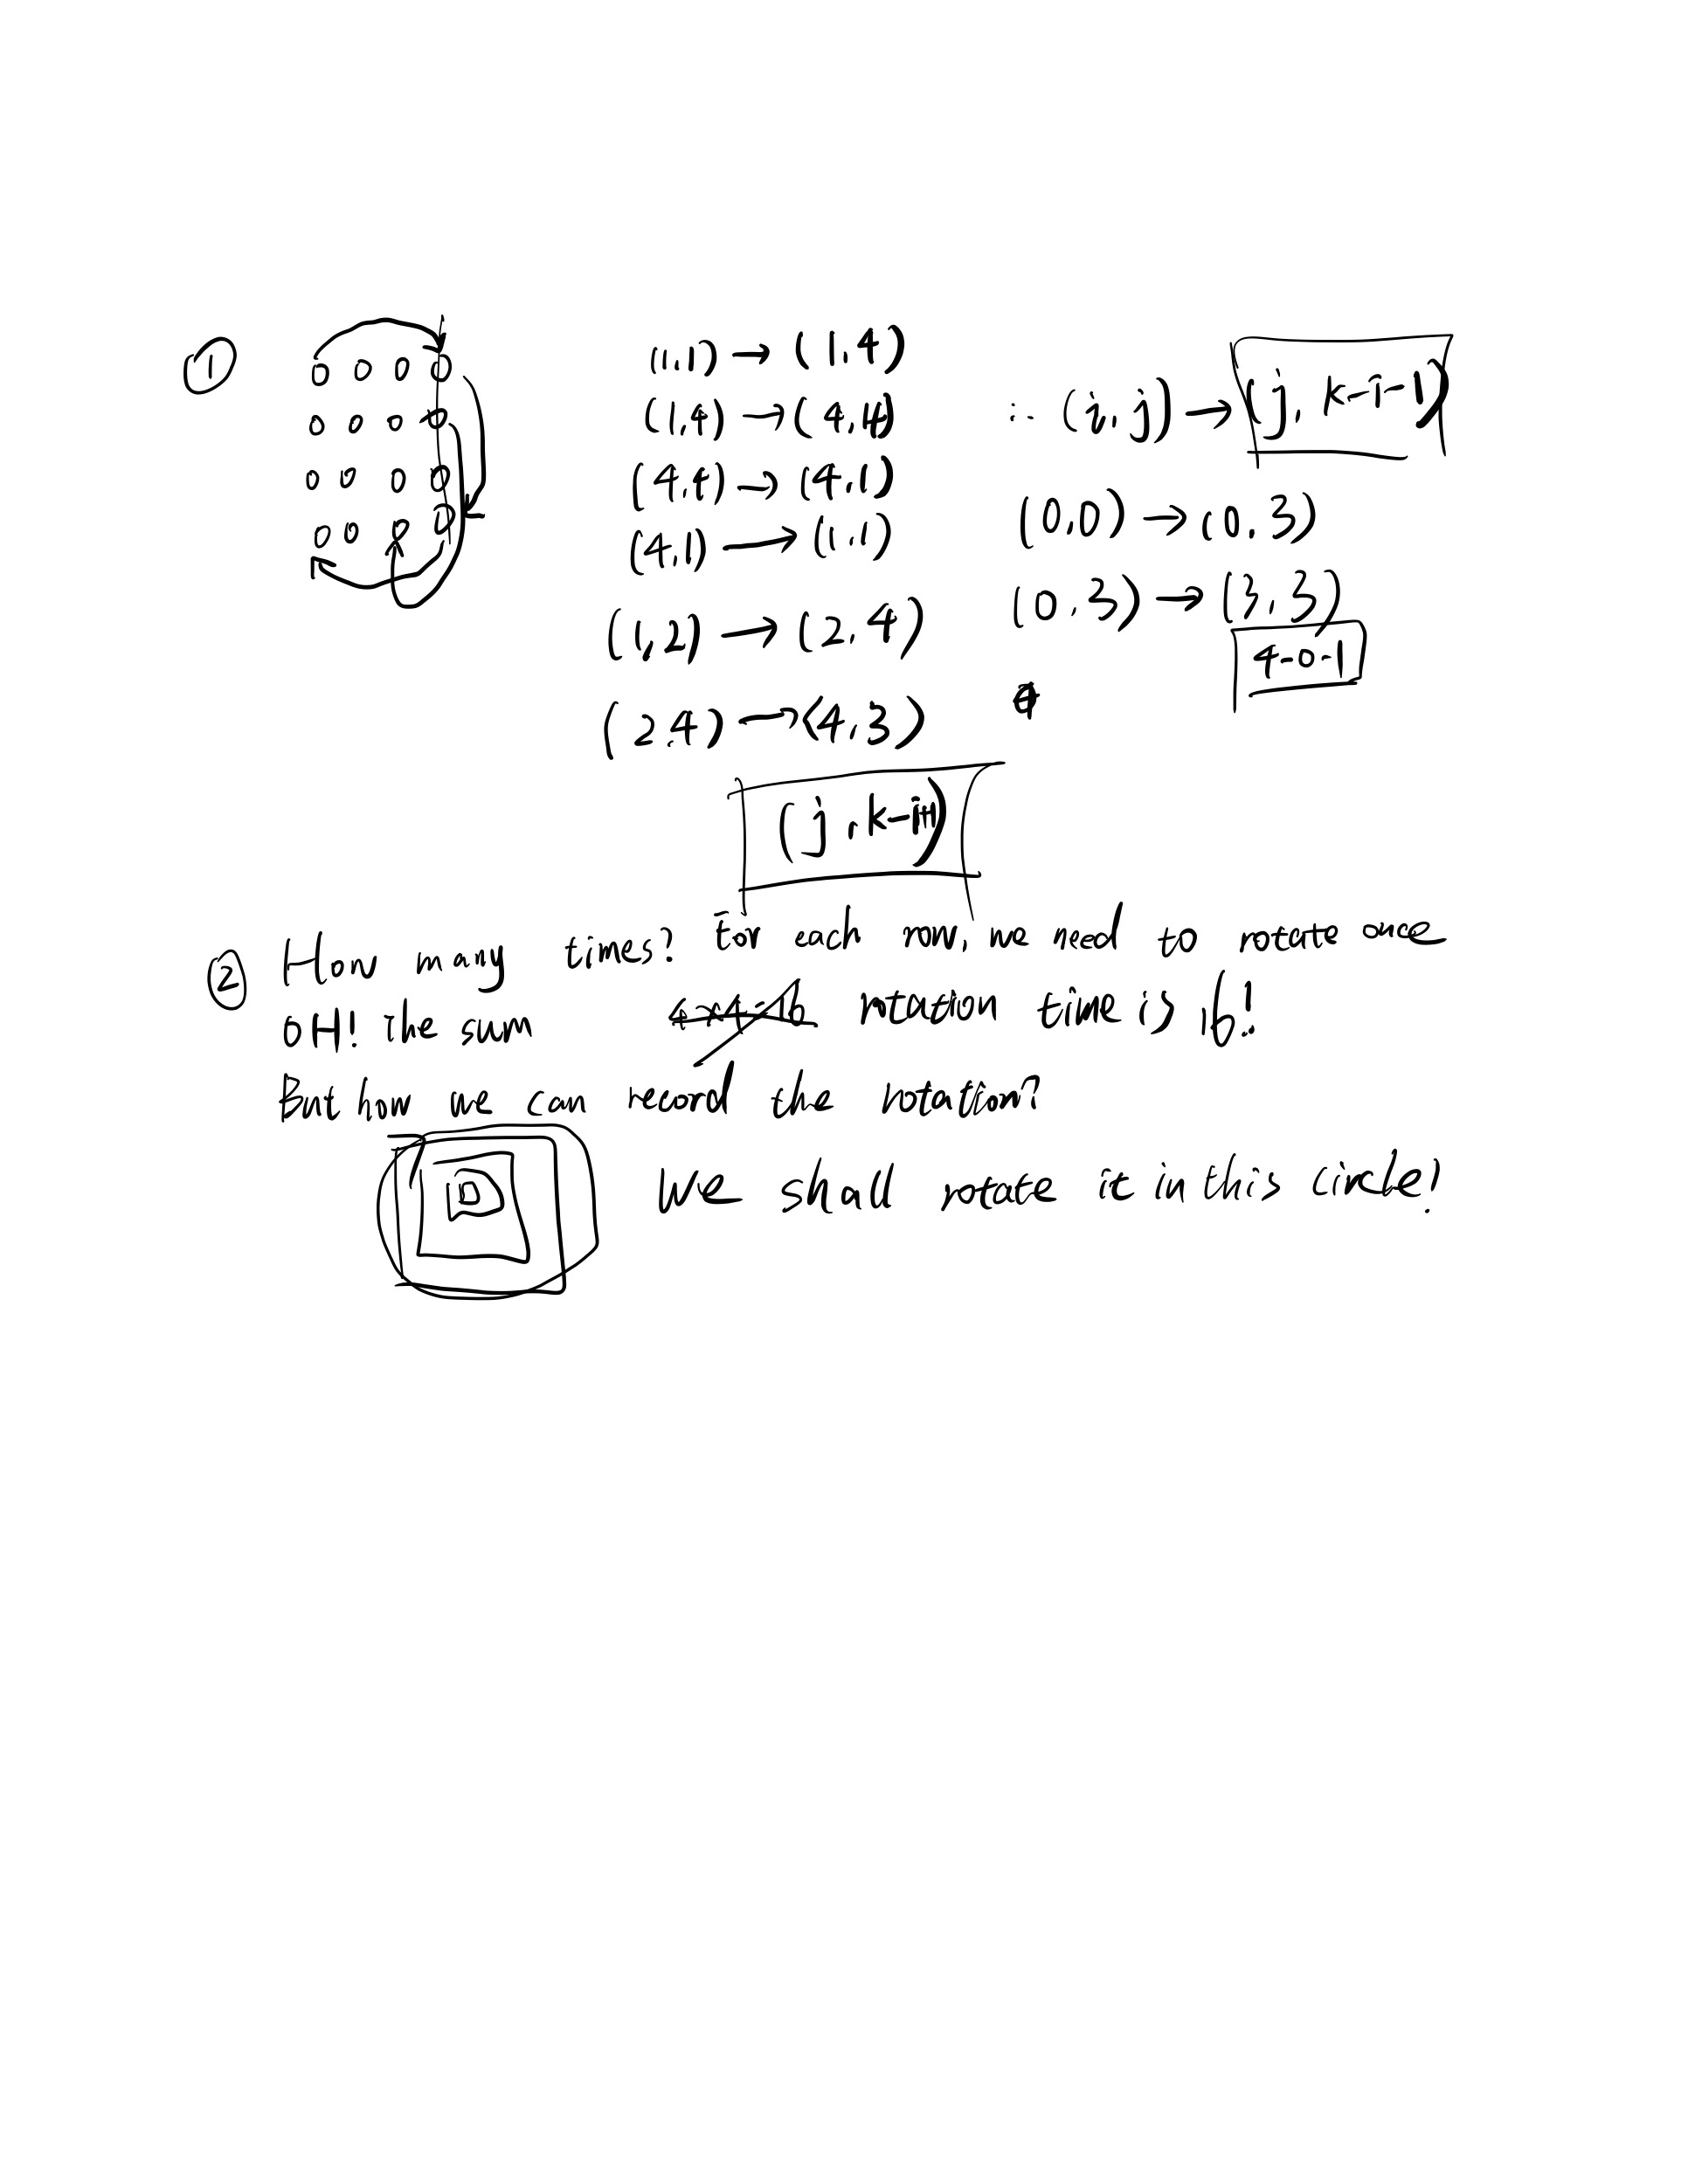 ①
0 0 0 0
0 0 0 0
0 0 0 0
0 0 0 0
(1,1) → (1,4)
(1,4) → (4,4)
(4,4) → (4,1)
(4,1) → (1,1)
(1,2) → (2,4)
(2,4) → (4,3)
(j, k-i+1)
∴ (i, j) → (j, k-i-1)
(0,0) → (0,3)
(0,3) → (3,3)
4-0-1
② How many times? For each row, we need to rotate once
OH! the sum 4×4=16 rotation time is 16!
But how we can record the rotation?
We shall rotate it in this circle!